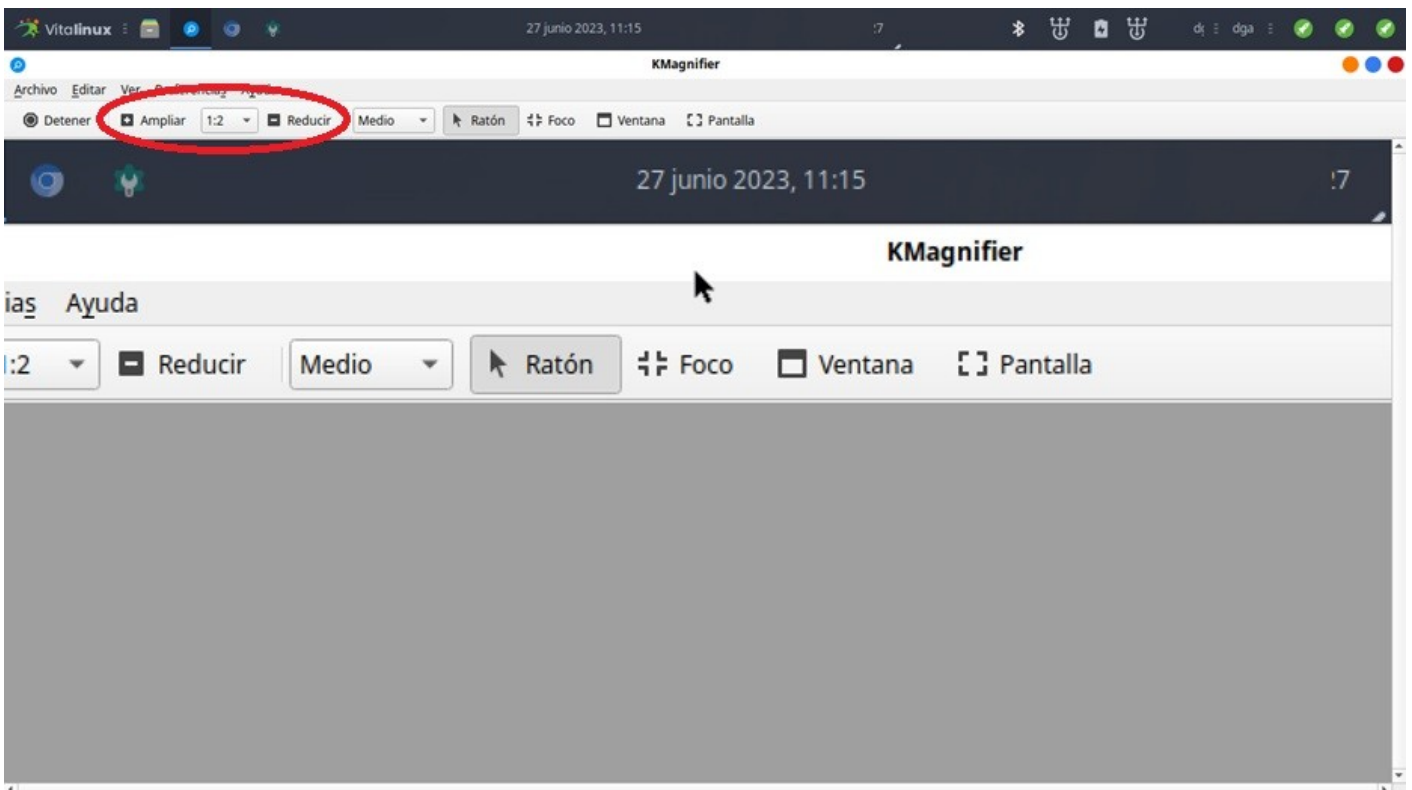 Vitalinux 27 junio 2023, 11:15 :7 dga
KMagnifier
Archivo Editar Ver Preferencias Ayuda
Detener Ampliar 1:2 Reducir Medio Ratón Foco Ventana Pantalla
27 junio 2023, 11:15 :7
KMagnifier
ias Ayuda
:2 Reducir Medio Ratón Foco Ventana Pantalla